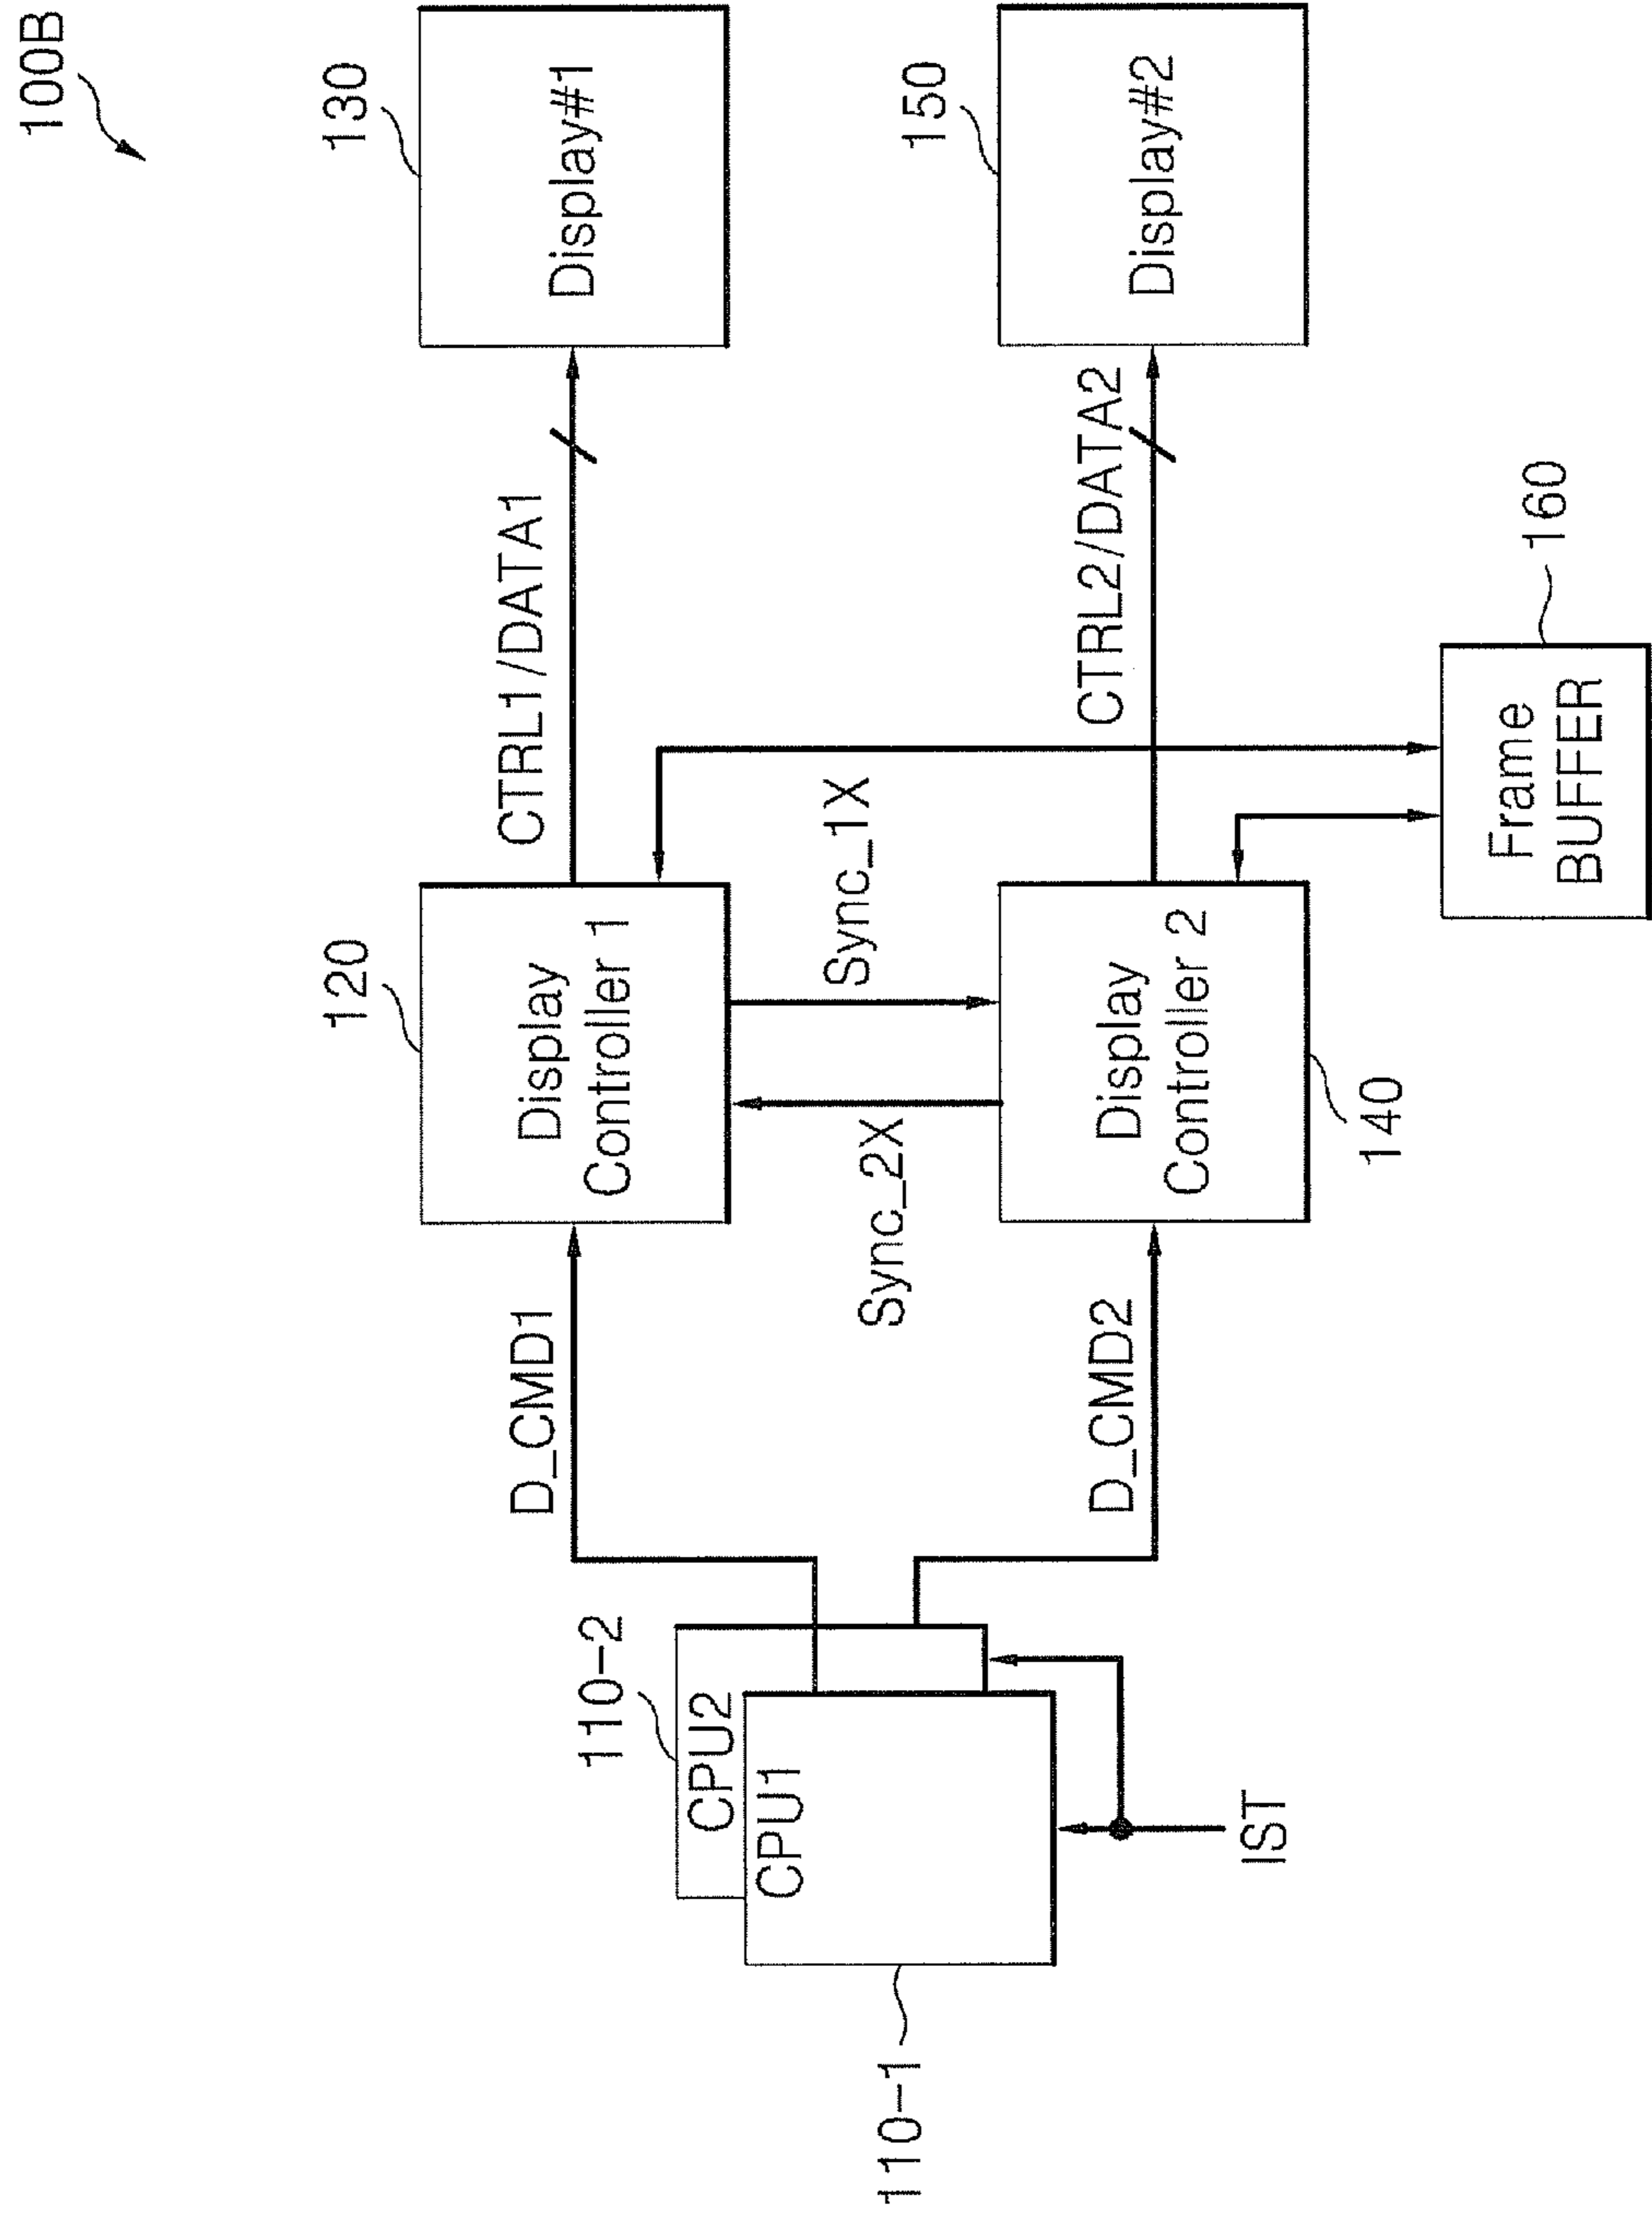 100B
130
Display#1
150
Display#2
CTRL1/DATA1
CTRL2/DATA2
160
Frame
BUFFER
120
Display
Controller 1
Sync_1X
Sync_2X
Display
Controller 2
140
D_CMD1
D_CMD2
110-2
CPU2
CPU1
110-1
IST